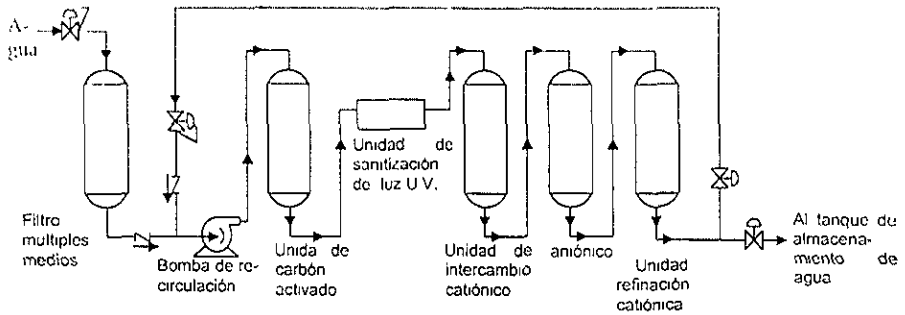 A-
gua
Filtro
multiples
medios
Bomba de re-
circulación
Unida de
carbón
activado
Unidad de
sanitización
de luz U V.
Unidad de
intercambio
catiónico
aniónico
Unidad
refinación
catiónica
Al tanque de
almacena-
miento de
agua